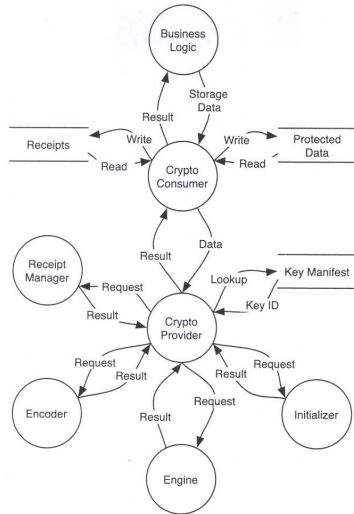 Business
Logic
Result
Storage
Data
Receipts
Write
Read
Crypto
Consumer
Write
Read
Protected
Data
Result
Data
Receipt
Manager
Request
Result
Lookup
Key ID
Key Manifest
Crypto
Provider
Request
Result
Encoder
Result
Request
Engine
Request
Result
Initializer